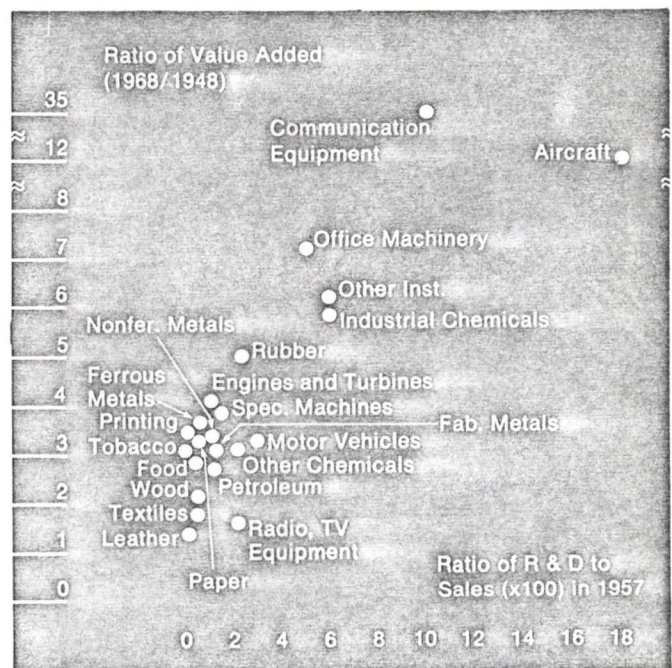 Ratio of Value Added
(1968/1948)
35
Communication
Equipment
12
Aircraft
8
7
Office Machinery
6
Other Inst.
Industrial Chemicals
Nonfer. Metals
5
Rubber
Ferrous
Metals
Engines and Turbines
4
Spec. Machines
Printing
Fab. Metals
3
Tobacco
Motor Vehicles
Food
Other Chemicals
Wood
Petroleum
2
Textiles
Radio, TV
Equipment
Leather
1
Paper
Ratio of R & D to
Sales (x100) in 1957
0
0 2 4 6 8 10 12 14 16 18